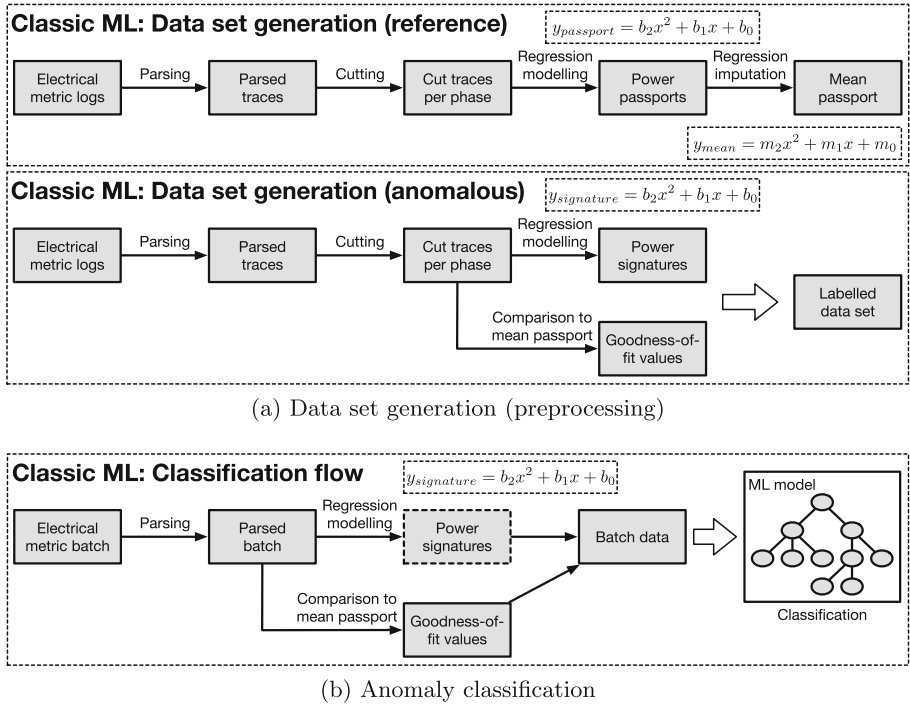 Classic ML: Data set generation (reference)
y_passport = b_2x^2 + b_1x + b_0
Electrical
metric logs
Parsing
Parsed
traces
Cutting
Cut traces
per phase
Regression
modelling
Power
passports
Regression
imputation
Mean
passport
y_mean = m_2x^2 + m_1x + m_0
Classic ML: Data set generation (anomalous)
y_signature = b_2x^2 + b_1x + b_0
Electrical
metric logs
Parsing
Parsed
traces
Cutting
Cut traces
per phase
Regression
modelling
Power
signatures
Comparison to
mean passport
Goodness-of-
fit values
Labelled
data set
(a) Data set generation (preprocessing)
Classic ML: Classification flow
y_signature = b_2x^2 + b_1x + b_0
Electrical
metric batch
Parsing
Parsed
batch
Regression
modelling
Power
signatures
Comparison to
mean passport
Goodness-of-
fit values
Batch data
ML model
Classification
(b) Anomaly classification